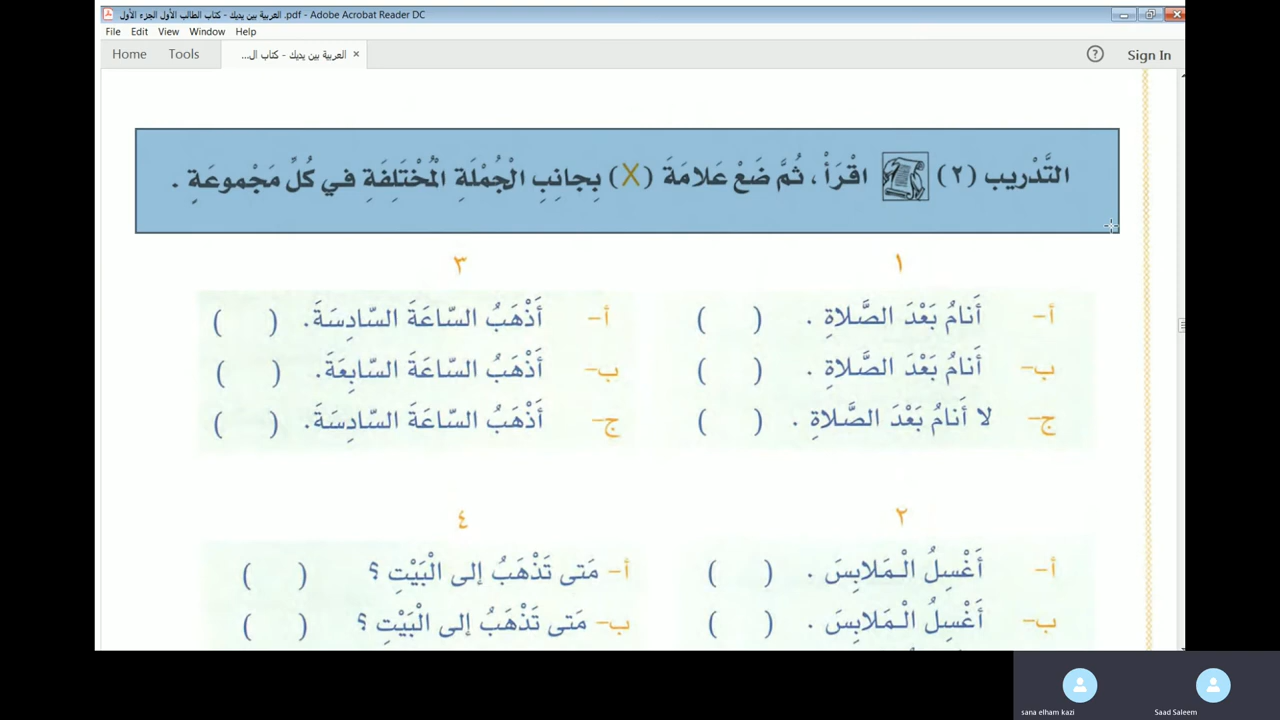 العربية بين يديك - كتاب الطالب الأول الجزء الأول .pdf - Adobe Acrobat Reader DC
File Edit View Window Help
Home Tools العربية بين يديك - كتاب ال... × ? Sign In
التَّدْرِيب (٢) اقْرَأْ ، ثُمَّ ضَعْ عَلامَةَ (X) بِجانِبِ الْجُمْلَةِ الْمُخْتَلِفَةِ في كُلِّ مَجْموعَةٍ .
١
أ- أَنامُ بَعْدَ الصَّلاةِ . ( )
ب- أَنامُ بَعْدَ الصَّلاةِ . ( )
ج- لا أَنامُ بَعْدَ الصَّلاةِ . ( )
٣
أ- أَذْهَبُ السّاعَةَ السّادِسَةَ. ( )
ب- أَذْهَبُ السّاعَةَ السّابِعَةَ. ( )
ج- أَذْهَبُ السّاعَةَ السّادِسَةَ. ( )
٢
أ- أَغْسِلُ الْمَلابِسَ . ( )
ب- أَغْسِلُ الْمَلابِسَ . ( )
٤
أ- مَتى تَذْهَبُ إلى الْبَيْتِ ؟ ( )
ب- مَتى تَذْهَبُ إلى الْبَيْتِ ؟ ( )
sana elham kazi
Saad Saleem